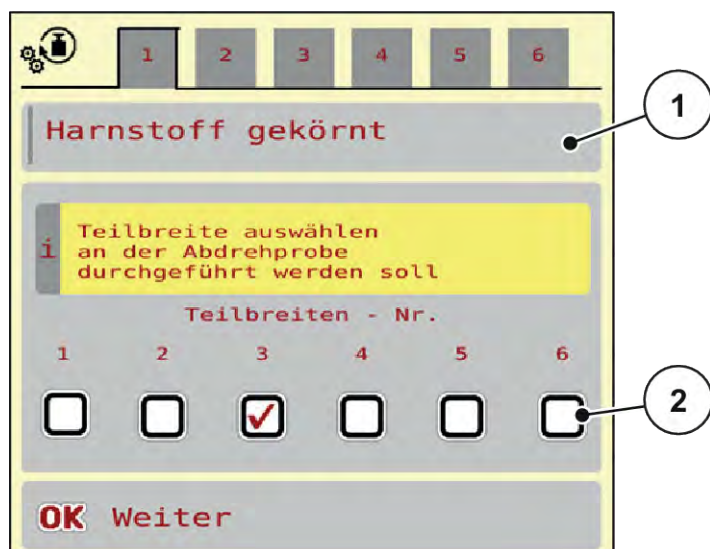 1 2 3 4 5 6
Harnstoff gekörnt
1
i
Teilbreite auswählen
an der Abdrehprobe
durchgeführt werden soll
Teilbreiten - Nr.
1 2 3 4 5 6
2
OK Weiter